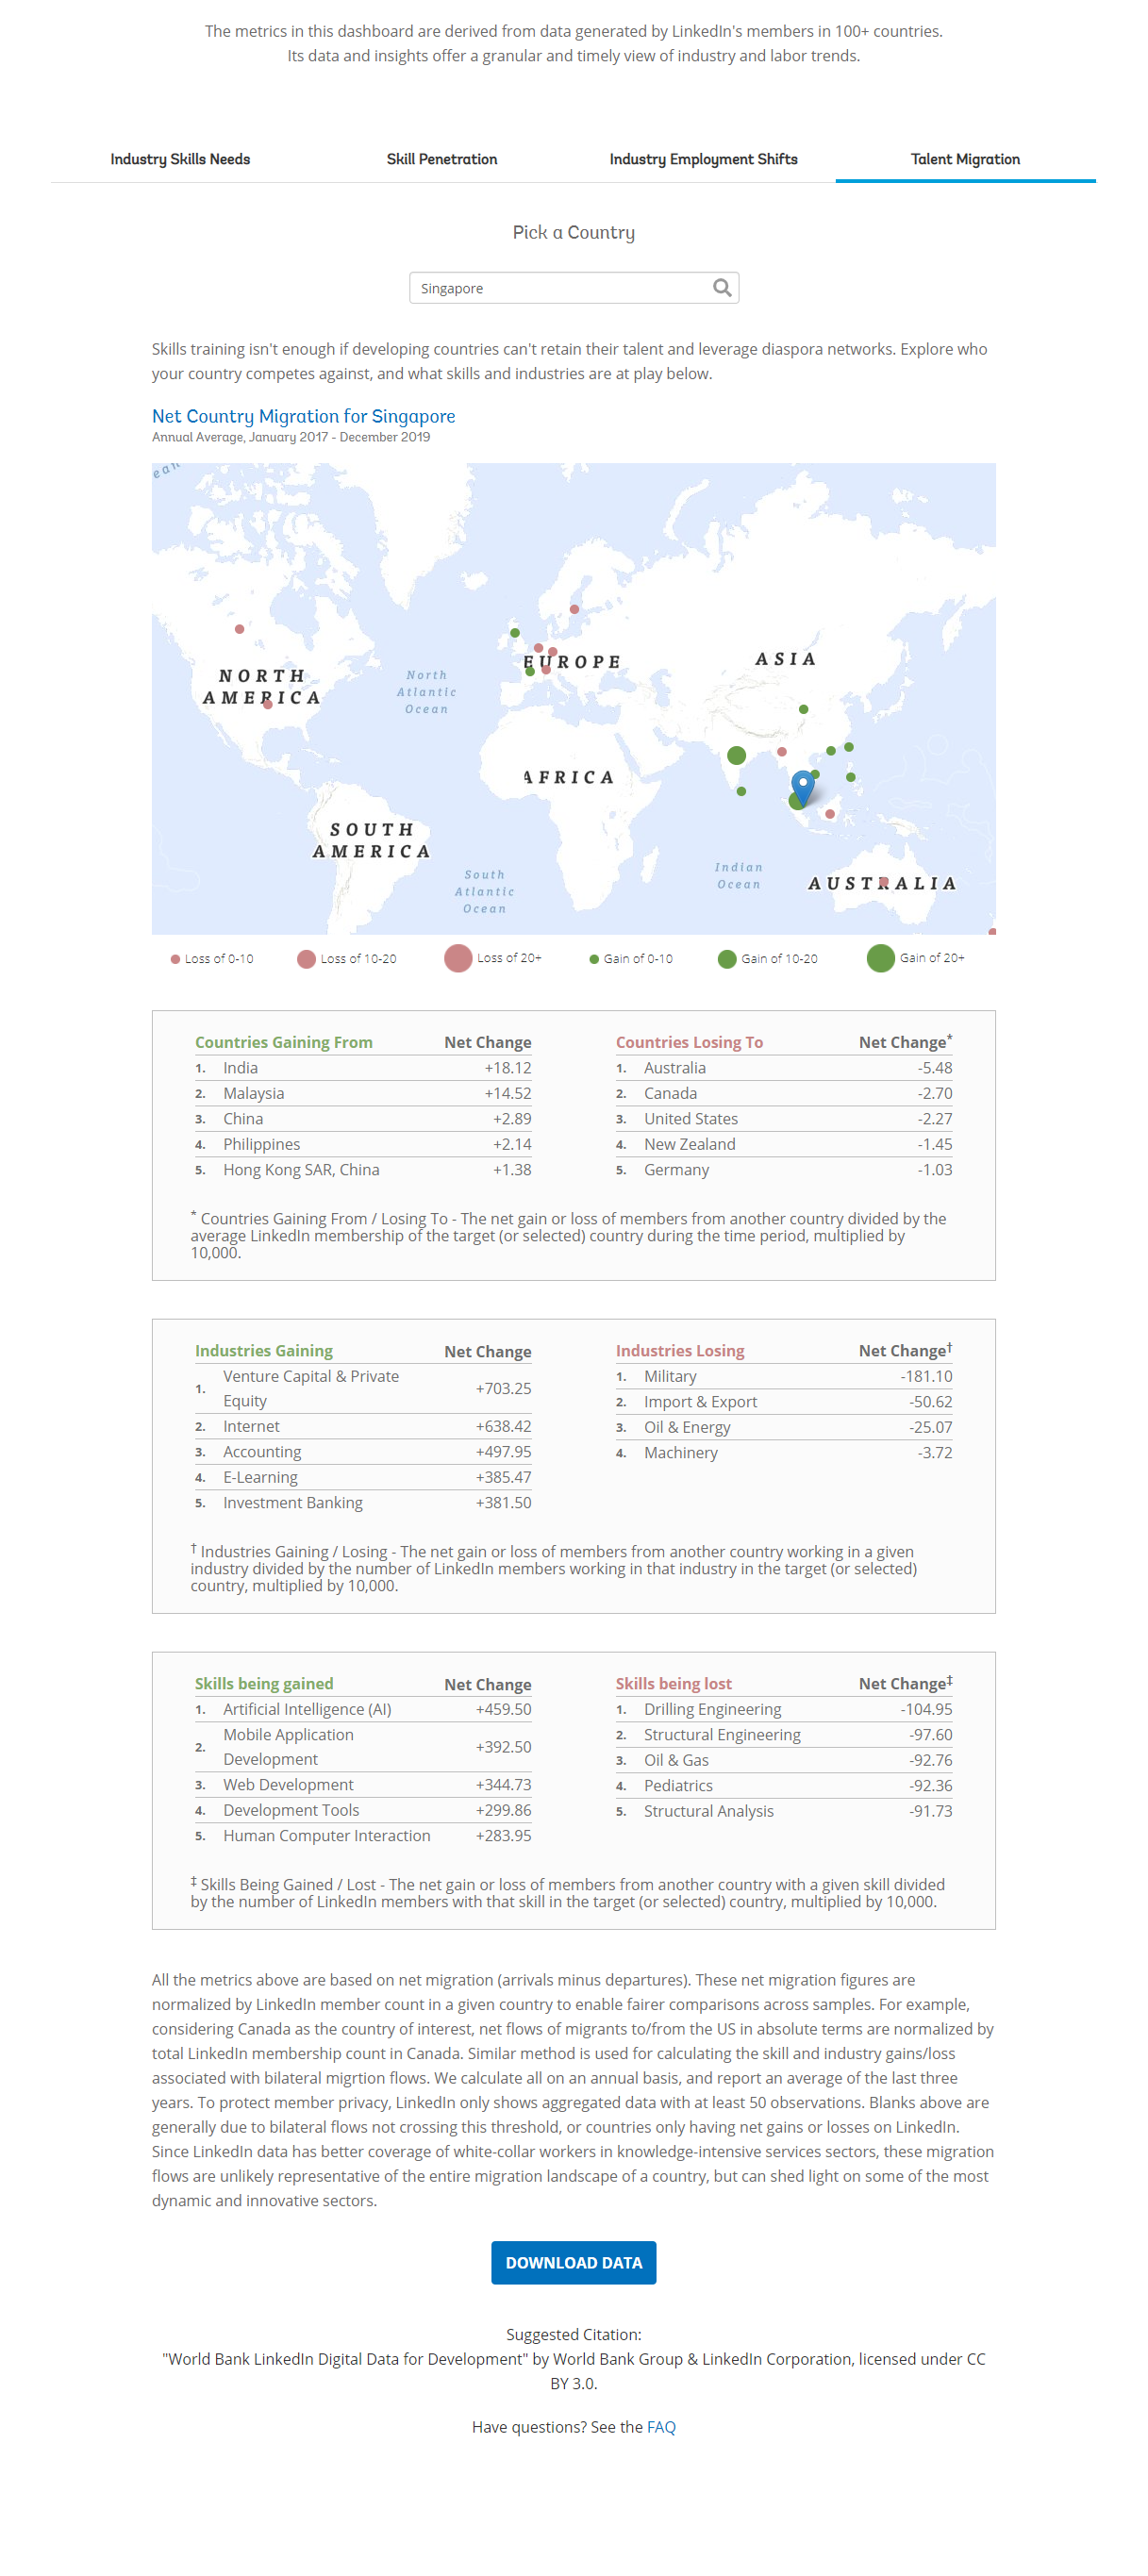 The metrics in this dashboard are derived from data generated by LinkedIn's members in 100+ countries.
Its data and insights offer a granular and timely view of industry and labor trends.
Industry Skills Needs
Skill Penetration
Industry Employment Shifts
Talent Migration
Pick a Country
Singapore
Skills training isn't enough if developing countries can't retain their talent and leverage diaspora networks. Explore who
your country competes against, and what skills and industries are at play below.
Net Country Migration for Singapore
Annual Average, January 2017 - December 2019
ean
NORTH
AMERICA
North
Atlantic
Ocean
EUROPE
ASIA
AFRICA
SOUTH
AMERICA
South
Atlantic
Ocean
Indian
Ocean
AUSTRALIA
Loss of 0-10
Loss of 10-20
Loss of 20+
Gain of 0-10
Gain of 10-20
Gain of 20+
Countries Gaining From Net Change
1. India +18.12
2. Malaysia +14.52
3. China +2.89
4. Philippines +2.14
5. Hong Kong SAR, China +1.38
Countries Losing To Net Change*
1. Australia -5.48
2. Canada -2.70
3. United States -2.27
4. New Zealand -1.45
5. Germany -1.03
* Countries Gaining From / Losing To - The net gain or loss of members from another country divided by the
average LinkedIn membership of the target (or selected) country during the time period, multiplied by
10,000.
Industries Gaining Net Change
1. Venture Capital & Private
Equity +703.25
2. Internet +638.42
3. Accounting +497.95
4. E-Learning +385.47
5. Investment Banking +381.50
Industries Losing Net Change†
1. Military -181.10
2. Import & Export -50.62
3. Oil & Energy -25.07
4. Machinery -3.72
† Industries Gaining / Losing - The net gain or loss of members from another country working in a given
industry divided by the number of LinkedIn members working in that industry in the target (or selected)
country, multiplied by 10,000.
Skills being gained Net Change
1. Artificial Intelligence (AI) +459.50
2. Mobile Application
Development +392.50
3. Web Development +344.73
4. Development Tools +299.86
5. Human Computer Interaction +283.95
Skills being lost Net Change‡
1. Drilling Engineering -104.95
2. Structural Engineering -97.60
3. Oil & Gas -92.76
4. Pediatrics -92.36
5. Structural Analysis -91.73
‡ Skills Being Gained / Lost - The net gain or loss of members from another country with a given skill divided
by the number of LinkedIn members with that skill in the target (or selected) country, multiplied by 10,000.
All the metrics above are based on net migration (arrivals minus departures). These net migration figures are
normalized by LinkedIn member count in a given country to enable fairer comparisons across samples. For example,
considering Canada as the country of interest, net flows of migrants to/from the US in absolute terms are normalized by
total LinkedIn membership count in Canada. Similar method is used for calculating the skill and industry gains/loss
associated with bilateral migrtion flows. We calculate all on an annual basis, and report an average of the last three
years. To protect member privacy, LinkedIn only shows aggregated data with at least 50 observations. Blanks above are
generally due to bilateral flows not crossing this threshold, or countries only having net gains or losses on LinkedIn.
Since LinkedIn data has better coverage of white-collar workers in knowledge-intensive services sectors, these migration
flows are unlikely representative of the entire migration landscape of a country, but can shed light on some of the most
dynamic and innovative sectors.
DOWNLOAD DATA
Suggested Citation:
"World Bank LinkedIn Digital Data for Development" by World Bank Group & LinkedIn Corporation, licensed under CC
BY 3.0.
Have questions? See the FAQ